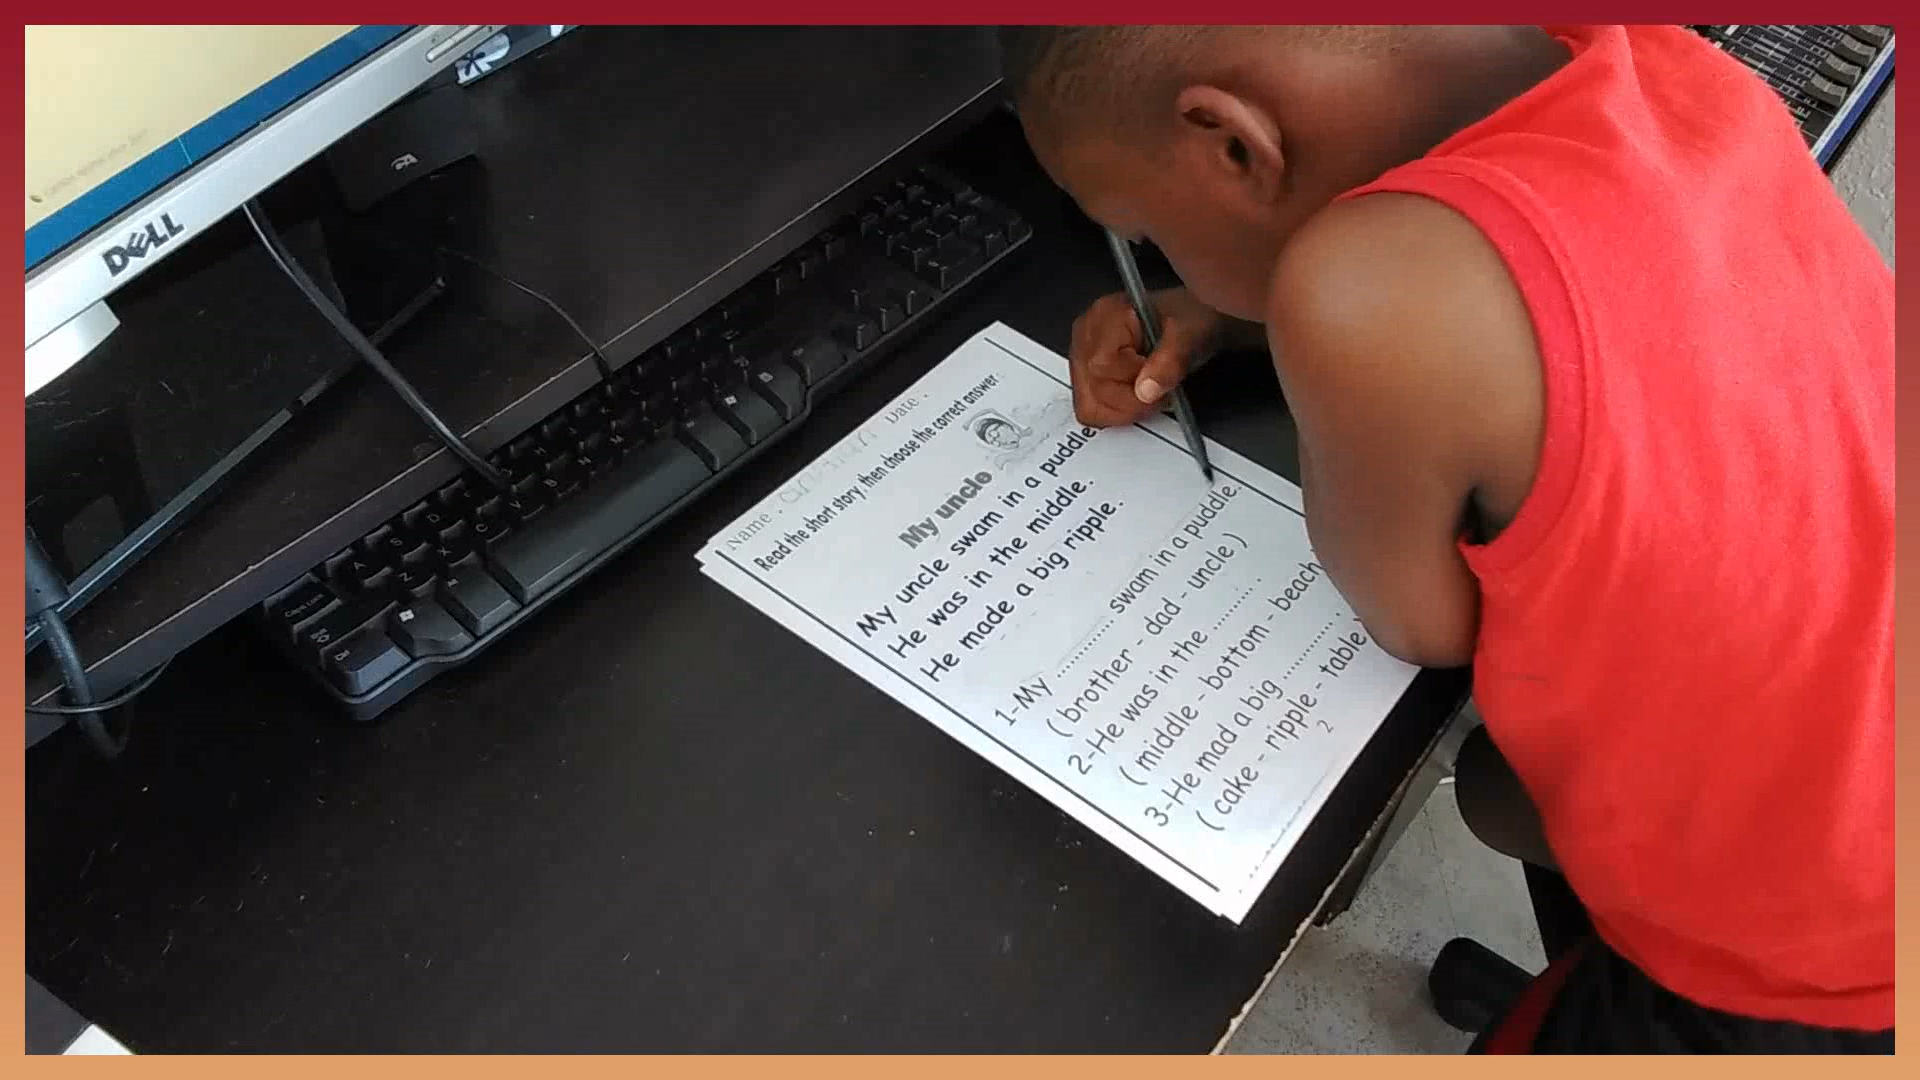 DELL
Name . Date .
Read the short story, then choose the correct answer.
My uncle
My uncle swam in a puddle
He was in the middle.
He made a big ripple.
1-My .............. swam in a puddle.
( brother - dad - uncle )
2-He was in the ...........
( middle - bottom - beach
3-He mad a big ...........
( cake - ripple - table )
2